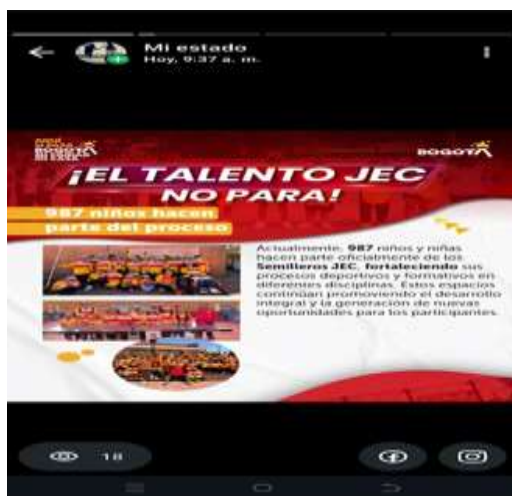 Mi estado
Hoy, 9:37 a. m.
BOGOTÁ
BOGOTÁ
¡EL TALENTO JEC
NO PARA!
987 niños hacen
parte del proceso
Actualmente, 987 niños y niñas
hacen parte oficialmente de los
Semilleros JEC, fortaleciendo sus
procesos deportivos y formativos en
diferentes disciplinas. Estos espacios
continúan promoviendo el desarrollo
integral y la generación de nuevas
oportunidades para los participantes.
18